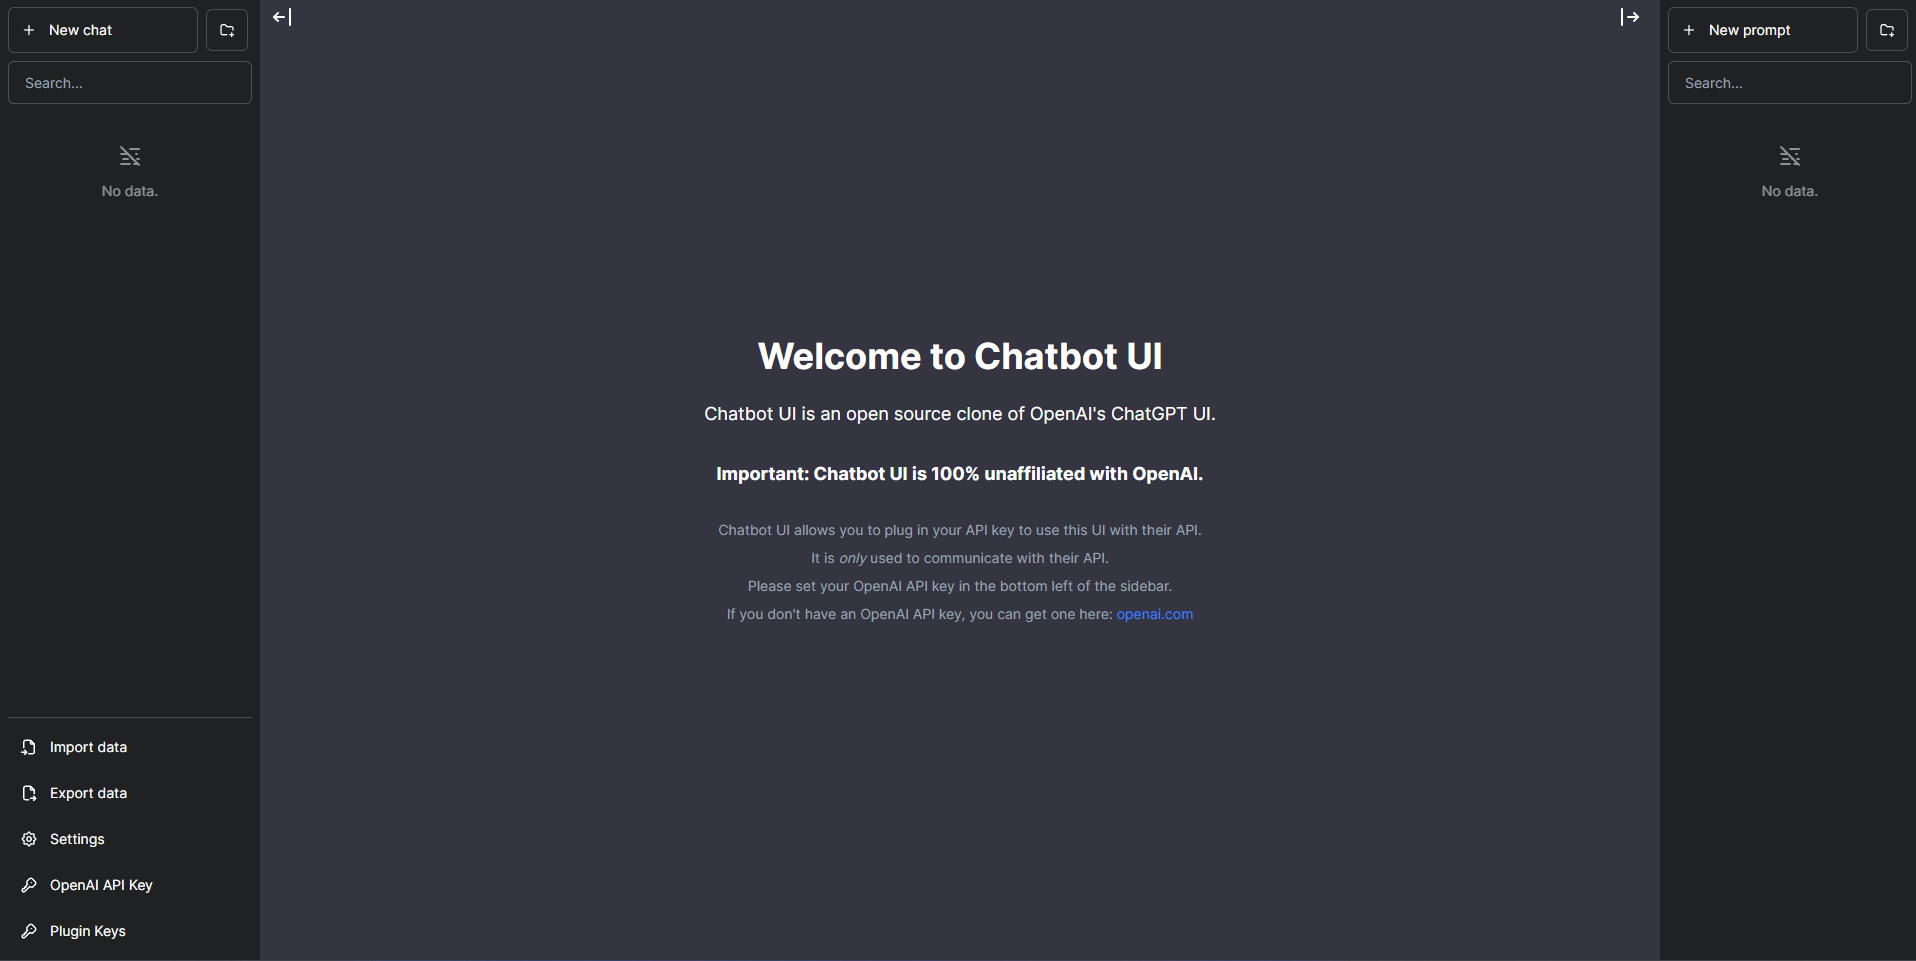 New chat
Search...
No data.
Import data
Export data
Settings
OpenAI API Key
Plugin Keys
Welcome to Chatbot UI
Chatbot UI is an open source clone of OpenAI's ChatGPT UI.
Important: Chatbot UI is 100% unaffiliated with OpenAI.
Chatbot UI allows you to plug in your API key to use this UI with their API.
It is only used to communicate with their API.
Please set your OpenAI API key in the bottom left of the sidebar.
If you don't have an OpenAI API key, you can get one here: openai.com
New prompt
Search...
No data.